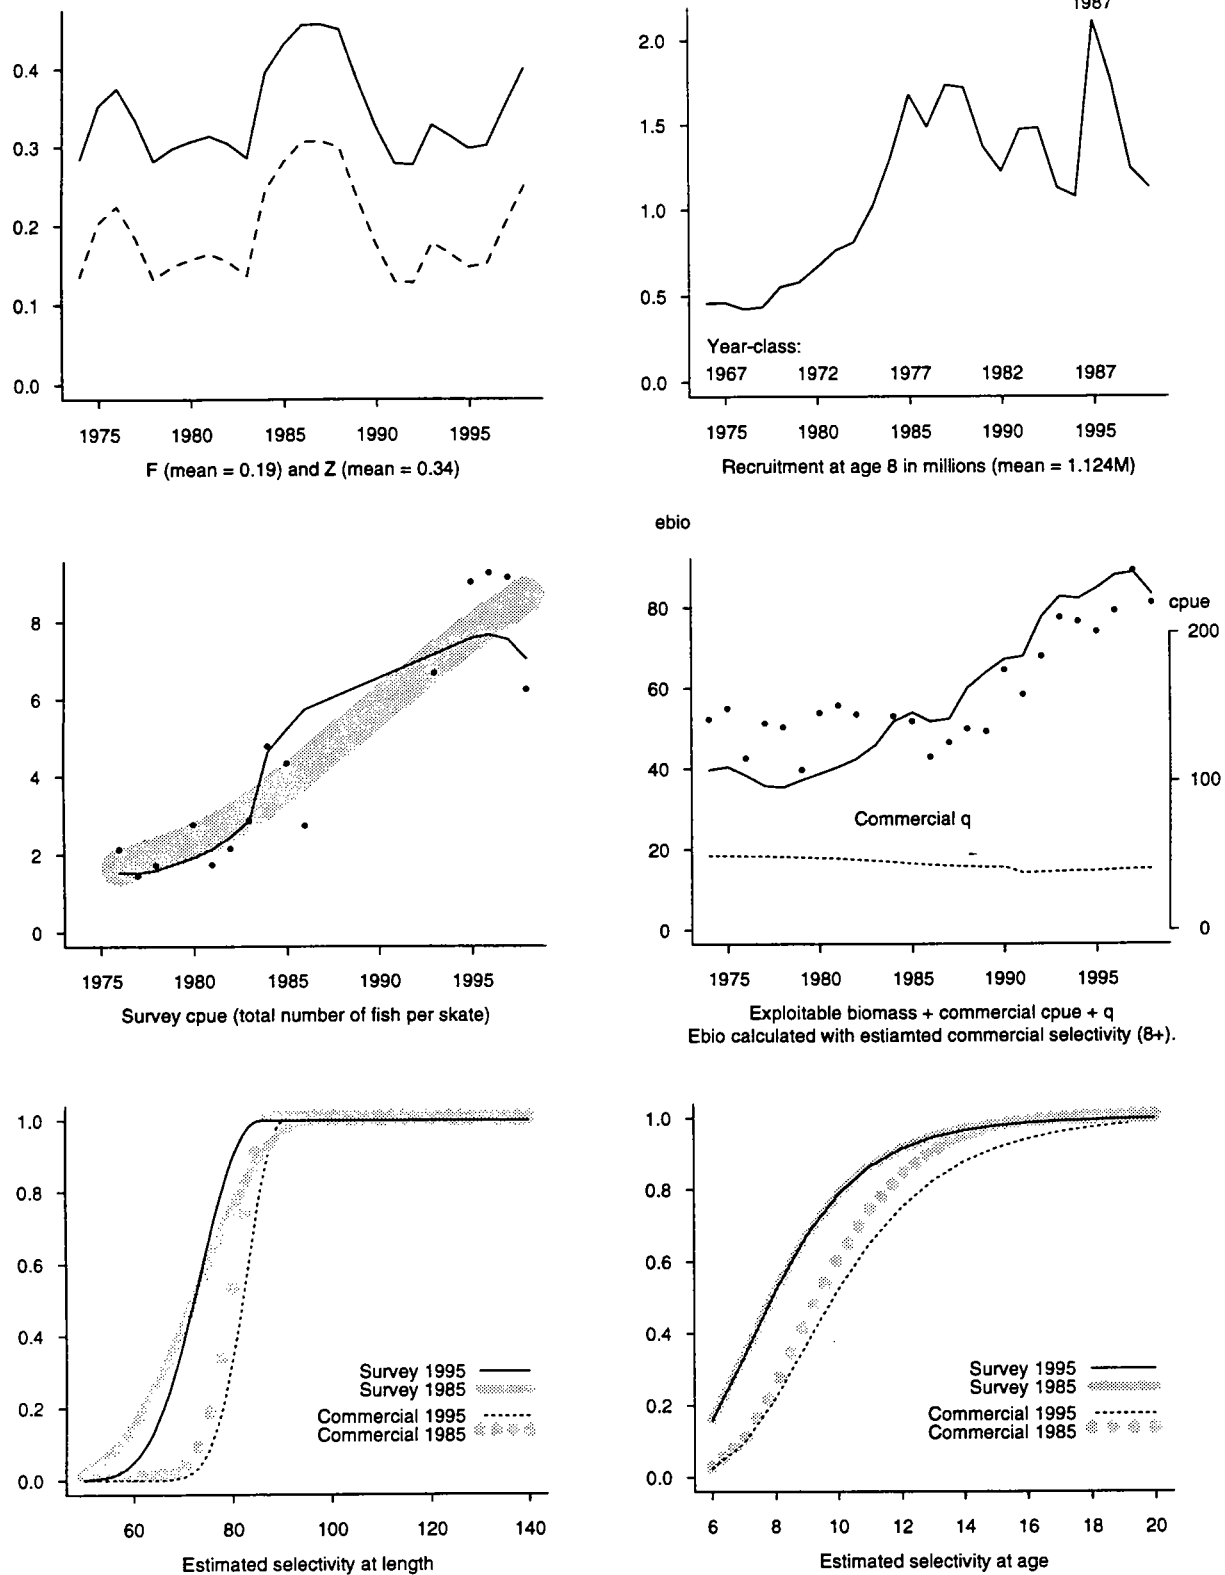 0.4
0.3
0.2
0.1
0.0
1975 1980 1985 1990 1995
F (mean = 0.19) and Z (mean = 0.34)
1987
2.0
1.5
1.0
0.5
0.0
Year-class:
1967 1972 1977 1982 1987
1975 1980 1985 1990 1995
Recruitment at age 8 in millions (mean = 1.124M)
8
6
4
2
0
1975 1980 1985 1990 1995
Survey cpue (total number of fish per skate)
ebio
80
60
40
20
0
cpue
200
100
0
Commercial q
1975 1980 1985 1990 1995
Exploitable biomass + commercial cpue + q
Ebio calculated with estiamted commercial selectivity (8+).
1.0
0.8
0.6
0.4
0.2
0.0
Survey 1995
Survey 1985
Commercial 1995
Commercial 1985
60 80 100 120 140
Estimated selectivity at length
1.0
0.8
0.6
0.4
0.2
0.0
Survey 1995
Survey 1985
Commercial 1995
Commercial 1985
6 8 10 12 14 16 18 20
Estimated selectivity at age